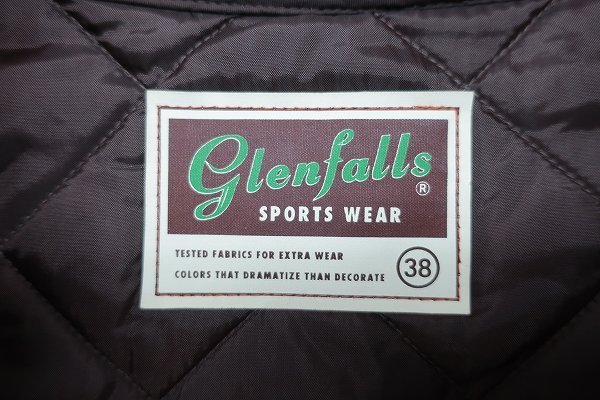 Glenfalls®
SPORTS WEAR
TESTED FABRICS FOR EXTRA WEAR
COLORS THAT DRAMATIZE THAN DECORATE
38